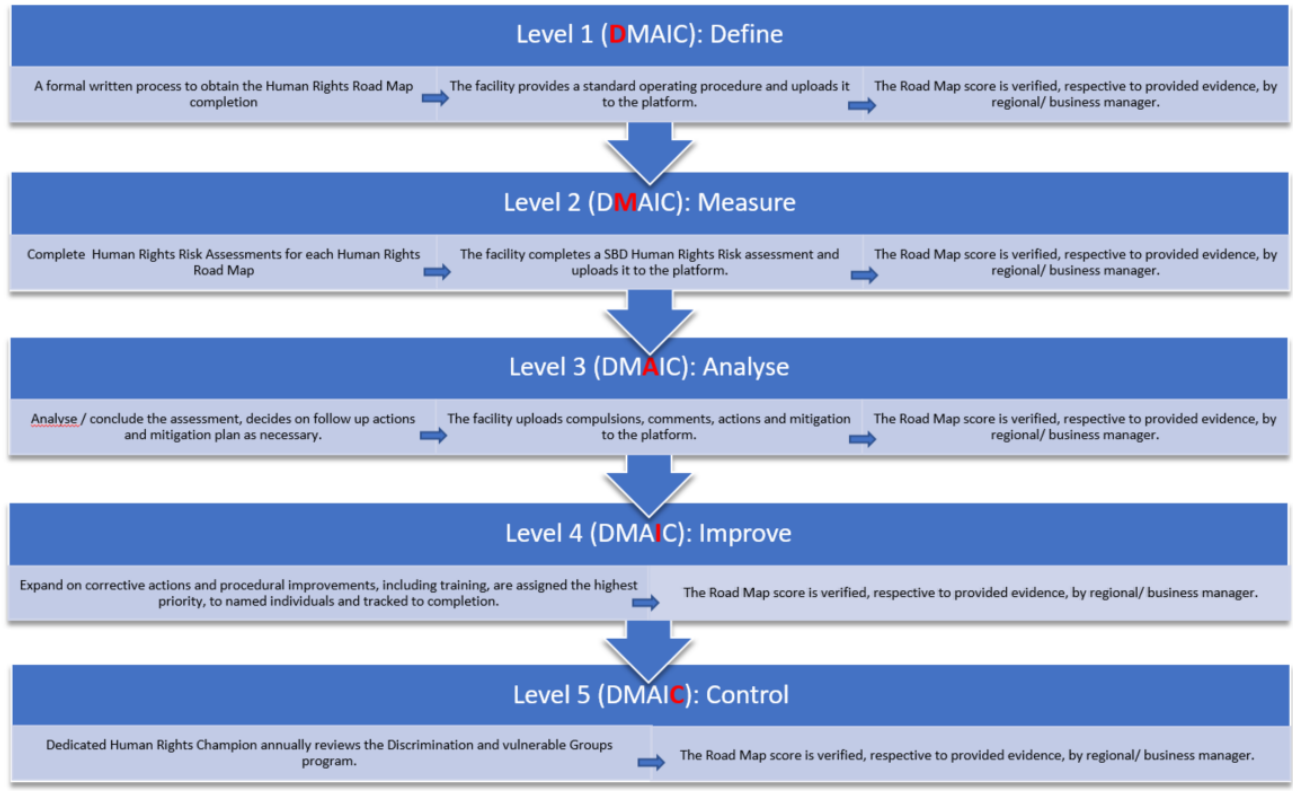 Level 1 (DMAIC): Define
A formal written process to obtain the Human Rights Road Map
completion
The facility provides a standard operating procedure and uploads it
to the platform.
The Road Map score is verified, respective to provided evidence, by
regional/ business manager.
Level 2 (DMAIC): Measure
Complete Human Rights Risk Assessments for each Human Rights
Road Map
The facility completes a SBD Human Rights Risk assessment and
uploads it to the platform.
The Road Map score is verified, respective to provided evidence, by
regional/ business manager.
Level 3 (DMAIC): Analyse
Analyse / conclude the assessment, decides on follow up actions
and mitigation plan as necessary.
The facility uploads compulsions, comments, actions and mitigation
to the platform.
The Road Map score is verified, respective to provided evidence, by
regional/ business manager.
Level 4 (DMAIC): Improve
Expand on corrective actions and procedural improvements, including training, are assigned the highest
priority, to named individuals and tracked to completion.
The Road Map score is verified, respective to provided evidence, by regional/ business manager.
Level 5 (DMAIC): Control
Dedicated Human Rights Champion annually reviews the Discrimination and vulnerable Groups
program.
The Road Map score is verified, respective to provided evidence, by regional/ business manager.